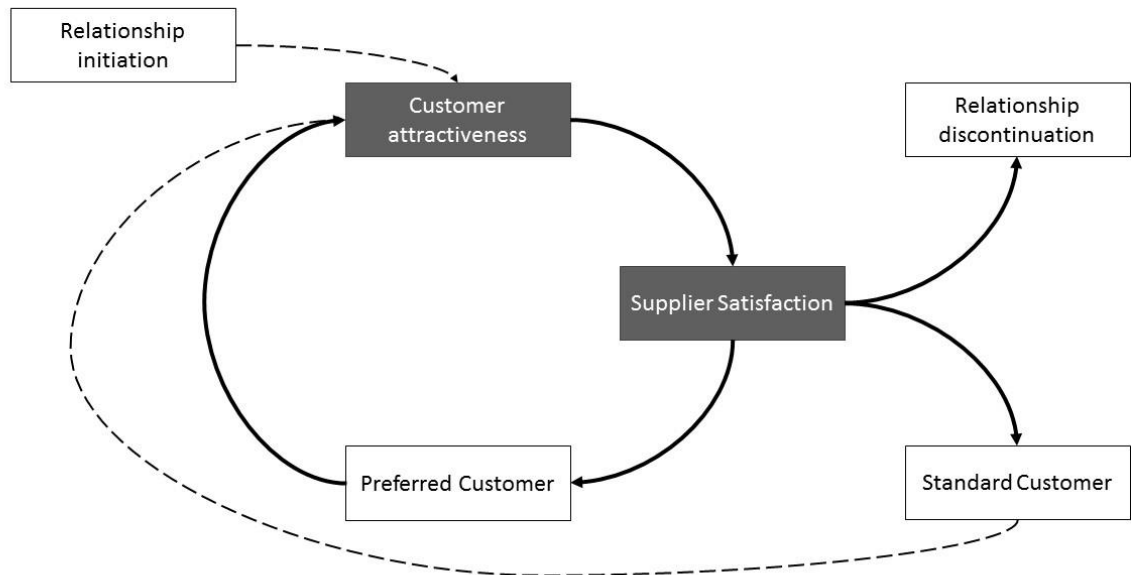 Relationship
initiation
Customer
attractiveness
Relationship
discontinuation
Supplier Satisfaction
Preferred Customer
Standard Customer